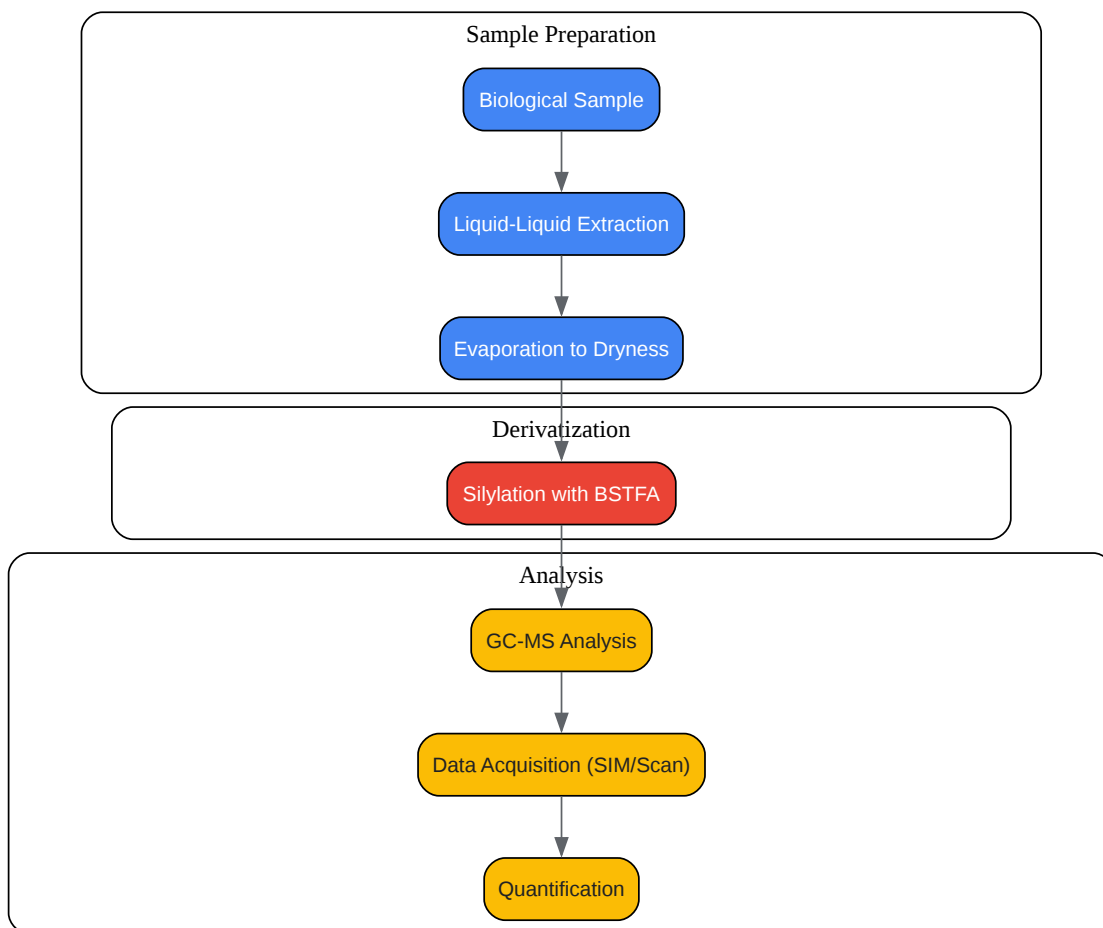 Sample Preparation
Biological Sample
Liquid-Liquid Extraction
Evaporation to Dryness
Derivatization
Silylation with BSTFA
Analysis
GC-MS Analysis
Data Acquisition (SIM/Scan)
Quantification